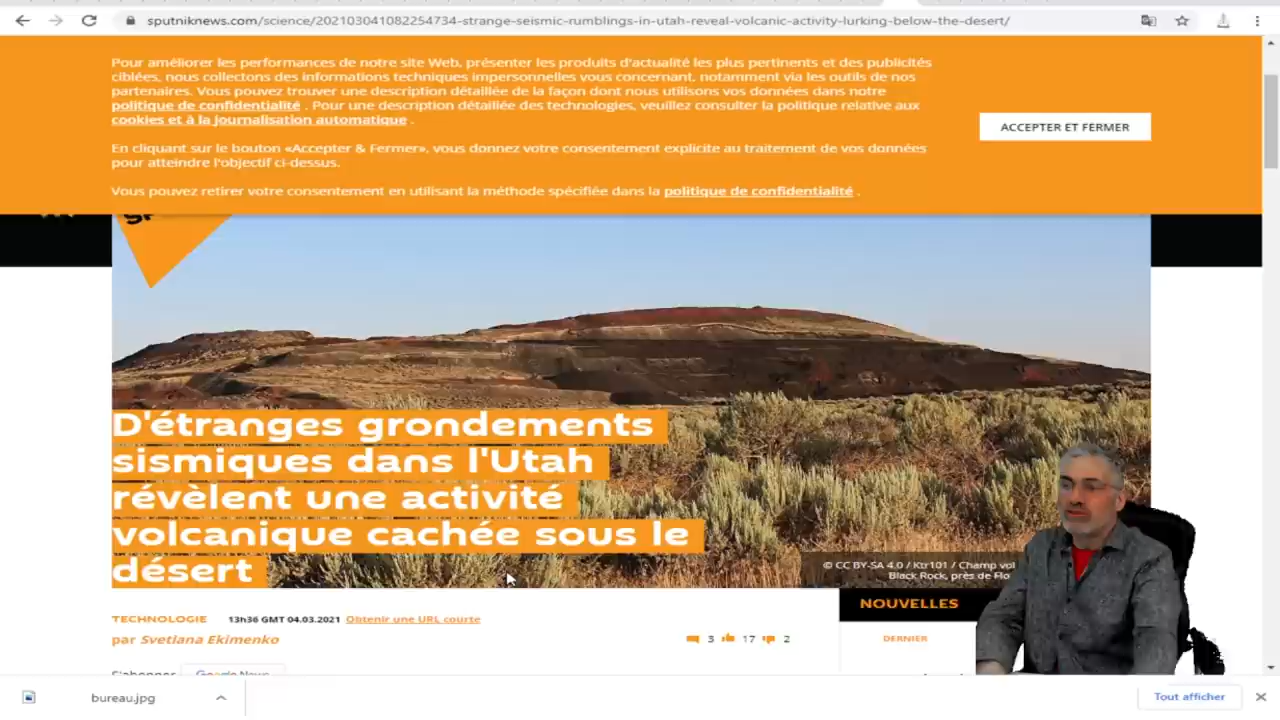 sputniknews.com/science/202103041082254734-strange-seismic-rumblings-in-utah-reveal-volcanic-activity-lurking-below-the-desert/
Pour améliorer les performances de notre site Web, présenter les produits d'actualité les plus pertinents et des publicités
ciblées, nous collectons des informations techniques impersonnelles vous concernant, notamment via les outils de nos
partenaires. Vous pouvez trouver une description détaillée de la façon dont nous utilisons vos données dans notre
politique de confidentialité . Pour une description détaillée des technologies, veuillez consulter la politique relative aux
cookies et à la journalisation automatique .
En cliquant sur le bouton «Accepter & Fermer», vous donnez votre consentement explicite au traitement de vos données
pour atteindre l'objectif ci-dessus.
Vous pouvez retirer votre consentement en utilisant la méthode spécifiée dans la politique de confidentialité .
ACCEPTER ET FERMER
D'étranges grondements
sismiques dans l'Utah
révèlent une activité
volcanique cachée sous le
désert
© CC BY-SA 4.0 / Ktr101 / Champ vol
Black Rock, près de Flo
TECHNOLOGIE 13h36 GMT 04.03.2021 Obtenir une URL courte
par Svetlana Ekimenko
3 17 2
NOUVELLES
DERNIER
S'abonner Google News
bureau.jpg
Tout afficher